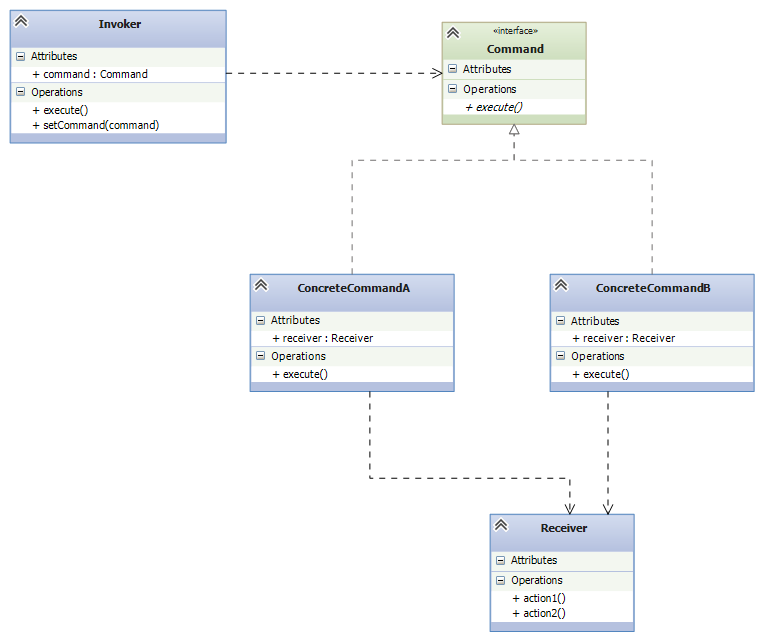 Invoker
Attributes
+ command : Command
Operations
+ execute()
+ setCommand(command)
«interface»
Command
Attributes
Operations
+ execute()
ConcreteCommandA
Attributes
+ receiver : Receiver
Operations
+ execute()
ConcreteCommandB
Attributes
+ receiver : Receiver
Operations
+ execute()
Receiver
Attributes
Operations
+ action1()
+ action2()